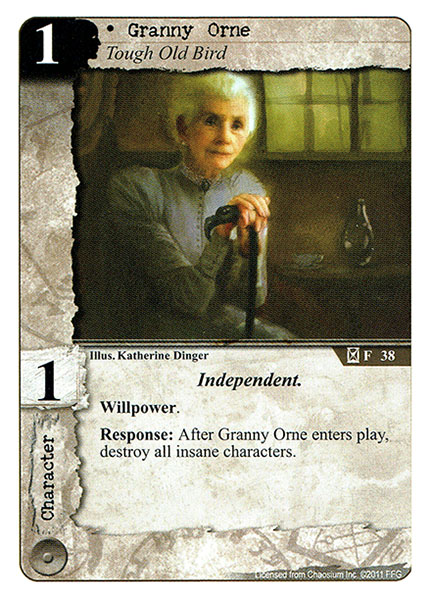 1
• Granny Orne
Tough Old Bird
Illus. Katherine Dinger
F 38
1
Independent.
Willpower.
Response: After Granny Orne enters play,
destroy all insane characters.
Character
Licensed from Chaosium Inc. ©2011 FFG